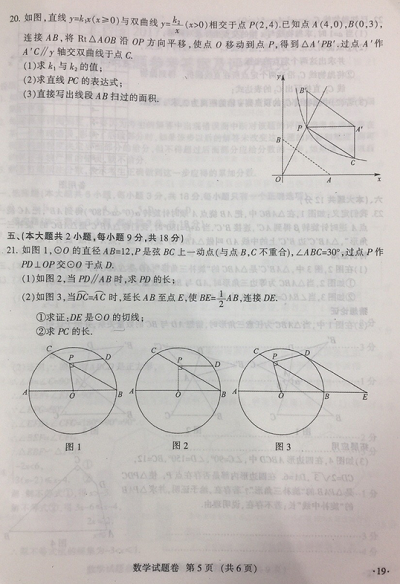 20. 如图,直线 y=k₁x(x≥0)与双曲线 y=k₂/x (x>0)相交于点 P(2,4).已知点 A(4,0),B(0,3),
连接 AB,将 Rt△AOB 沿 OP 方向平移,使点 O 移动到点 P,得到△A'PB'.过点 A'作
A'C∥y 轴交双曲线于点 C.
(1)求 k₁与 k₂的值;
(2)求直线 PC 的表达式;
(3)直接写出线段 AB 扫过的面积.
y
B'
P
A'
B
C
O
A
x
五、(本大题共 2 小题,每小题 9 分,共 18 分)
21. 如图 1,⊙O 的直径 AB=12,P 是弦 BC 上一动点(与点 B,C 不重合),∠ABC=30°,过点 P 作
PD⊥OP 交⊙O 于点 D.
(1)如图 2,当 PD∥AB 时,求 PD 的长;
(2)如图 3,当DC=AC 时,延长 AB 至点 E,使 BE=1/2 AB,连接 DE.
①求证:DE 是⊙O 的切线;
②求 PC 的长.
C
D
P
A
O
B
图 1
C
P
D
A
O
B
图 2
C
P
D
A
O
B
E
图 3
数学试题卷 第 5 页 (共 6 页)
·19·